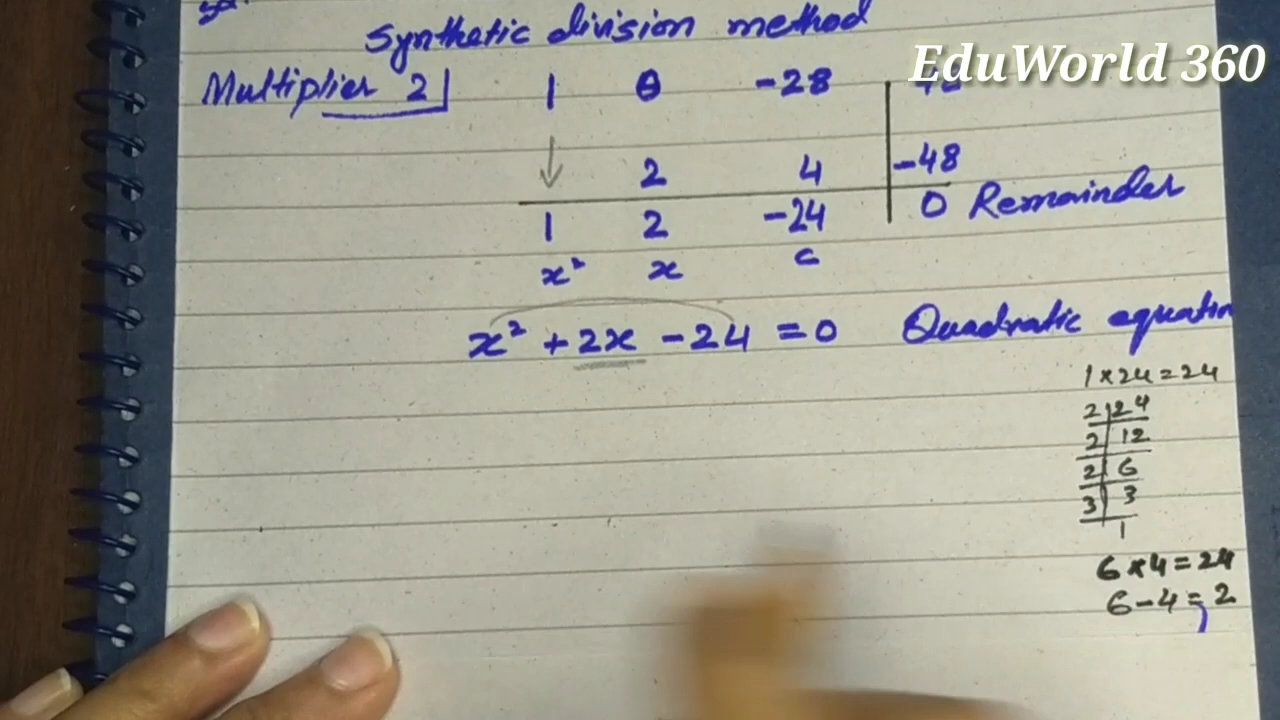 Synthetic division method
EduWorld 360
Multiplier 2 1 0 -28
2 4 -48
1 2 -24 0 Remainder
x² x c
x² + 2x - 24 = 0 Quadratic equation
1 × 24 = 24
2 24
2 12
2 6
3 3
1
6 × 4 = 24
6 - 4 = 2